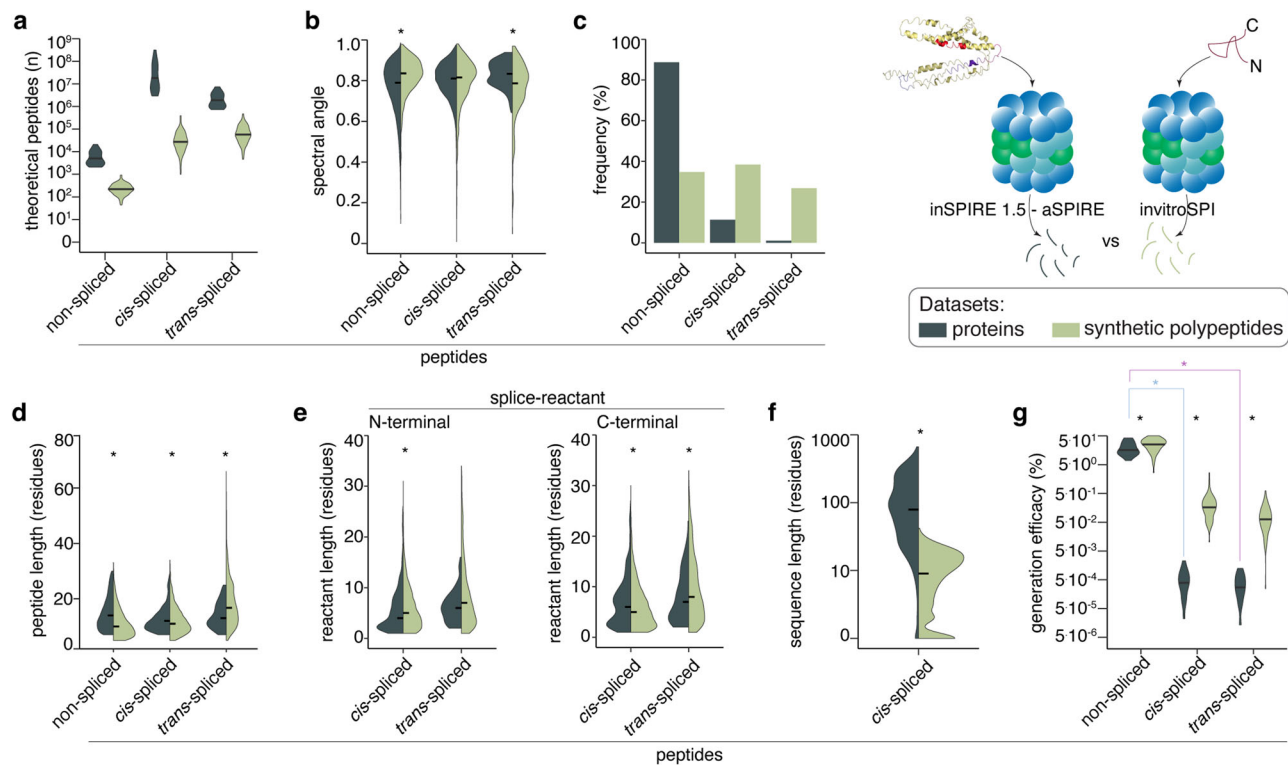 a
theoretical peptides (n)
10⁹
10⁸
10⁷
10⁶
10⁵
10⁴
10³
10²
10¹
0
non-spliced
cis-spliced
trans-spliced
b
spectral angle
1.0
0.8
0.6
0.4
0.2
0
*
*
non-spliced
cis-spliced
trans-spliced
c
frequency (%)
100
80
60
40
20
0
non-spliced
cis-spliced
trans-spliced
peptides
C
N
inSPIRE 1.5 - aSPIRE
invitroSPI
vs
Datasets:
proteins
synthetic polypeptides
d
peptide length (residues)
80
60
40
20
10
0
*
*
*
non-spliced
cis-spliced
trans-spliced
e
splice-reactant
N-terminal
reactant length (residues)
40
30
20
10
0
*
cis-spliced
trans-spliced
C-terminal
reactant length (residues)
40
30
20
10
0
*
*
cis-spliced
trans-spliced
f
sequence length (residues)
1000
100
10
0
*
cis-spliced
g
generation efficacy (%)
5·10¹
5·10⁰
5·10⁻¹
5·10⁻²
5·10⁻³
5·10⁻⁴
5·10⁻⁵
5·10⁻⁶
*
*
*
*
*
non-spliced
cis-spliced
trans-spliced
peptides